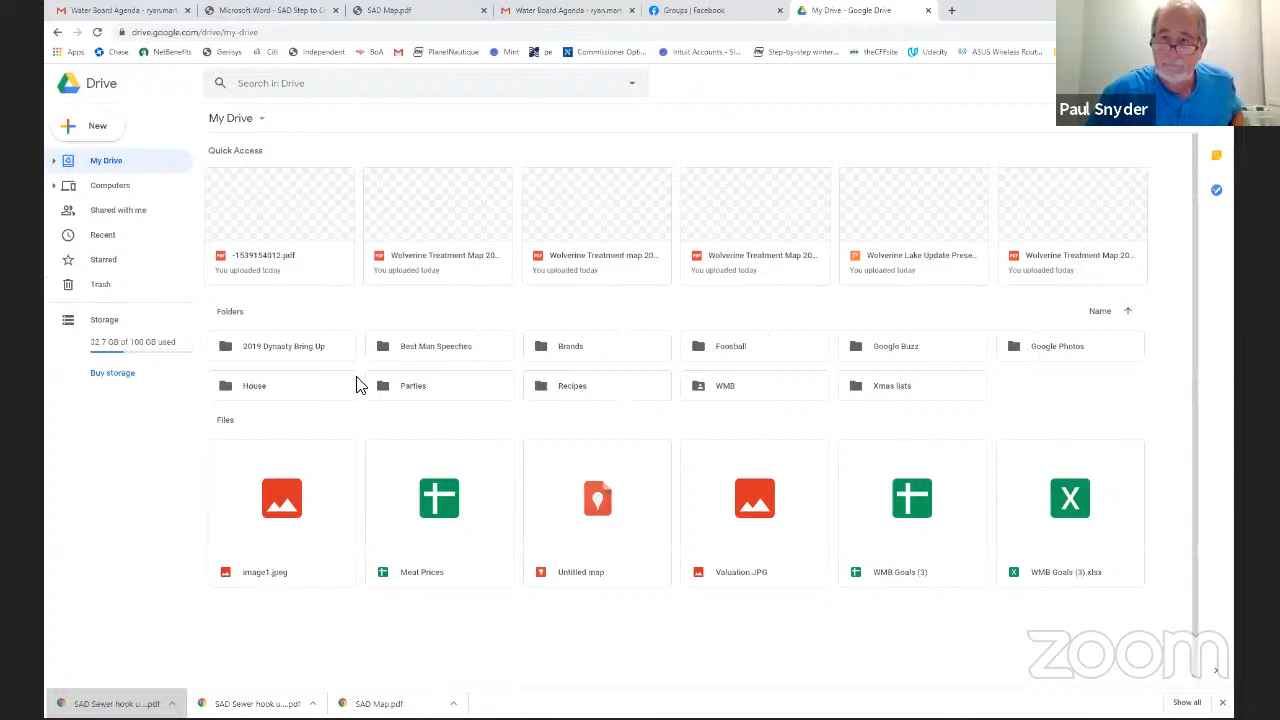 Water Board Agenda - ryan.mart
Microsoft Word - SAD Step to C
SAD Map.pdf
Water Board Agenda - ryan.mart
Groups | Facebook
My Drive - Google Drive
drive.google.com/drive/my-drive
Apps Chase NetBenefits Genisys Citi Independent BoA PlanetNautique Mint pe Commissioner Opti... Intuit Accounts - Si... Step-by-step winter... theCFFsite Udacity ASUS Wireless Rout...
Drive
Search in Drive
Paul Snyder
New
My Drive
My Drive
Computers
Shared with me
Recent
Starred
Trash
Storage
32.7 GB of 100 GB used
Buy storage
Quick Access
-1539154012.pdf
You uploaded today
Wolverine Treatment Map 20...
You uploaded today
Wolverine Treatment map 20...
You uploaded today
Wolverine Treatment Map 20...
You uploaded today
Wolverine Lake Update Prese...
You uploaded today
Wolverine Treatment Map 20...
You uploaded today
Folders
Name
2019 Dynasty Bring Up
Best Man Speeches
Brands
Foosball
Google Buzz
Google Photos
House
Parties
Recipes
WMB
Xmas lists
Files
image1.jpeg
Meat Prices
Untitled map
Valuation.JPG
WMB Goals (3)
WMB Goals (3).xlsx
zoom
SAD Sewer hook u....pdf
SAD Sewer hook u....pdf
SAD Map.pdf
Show all